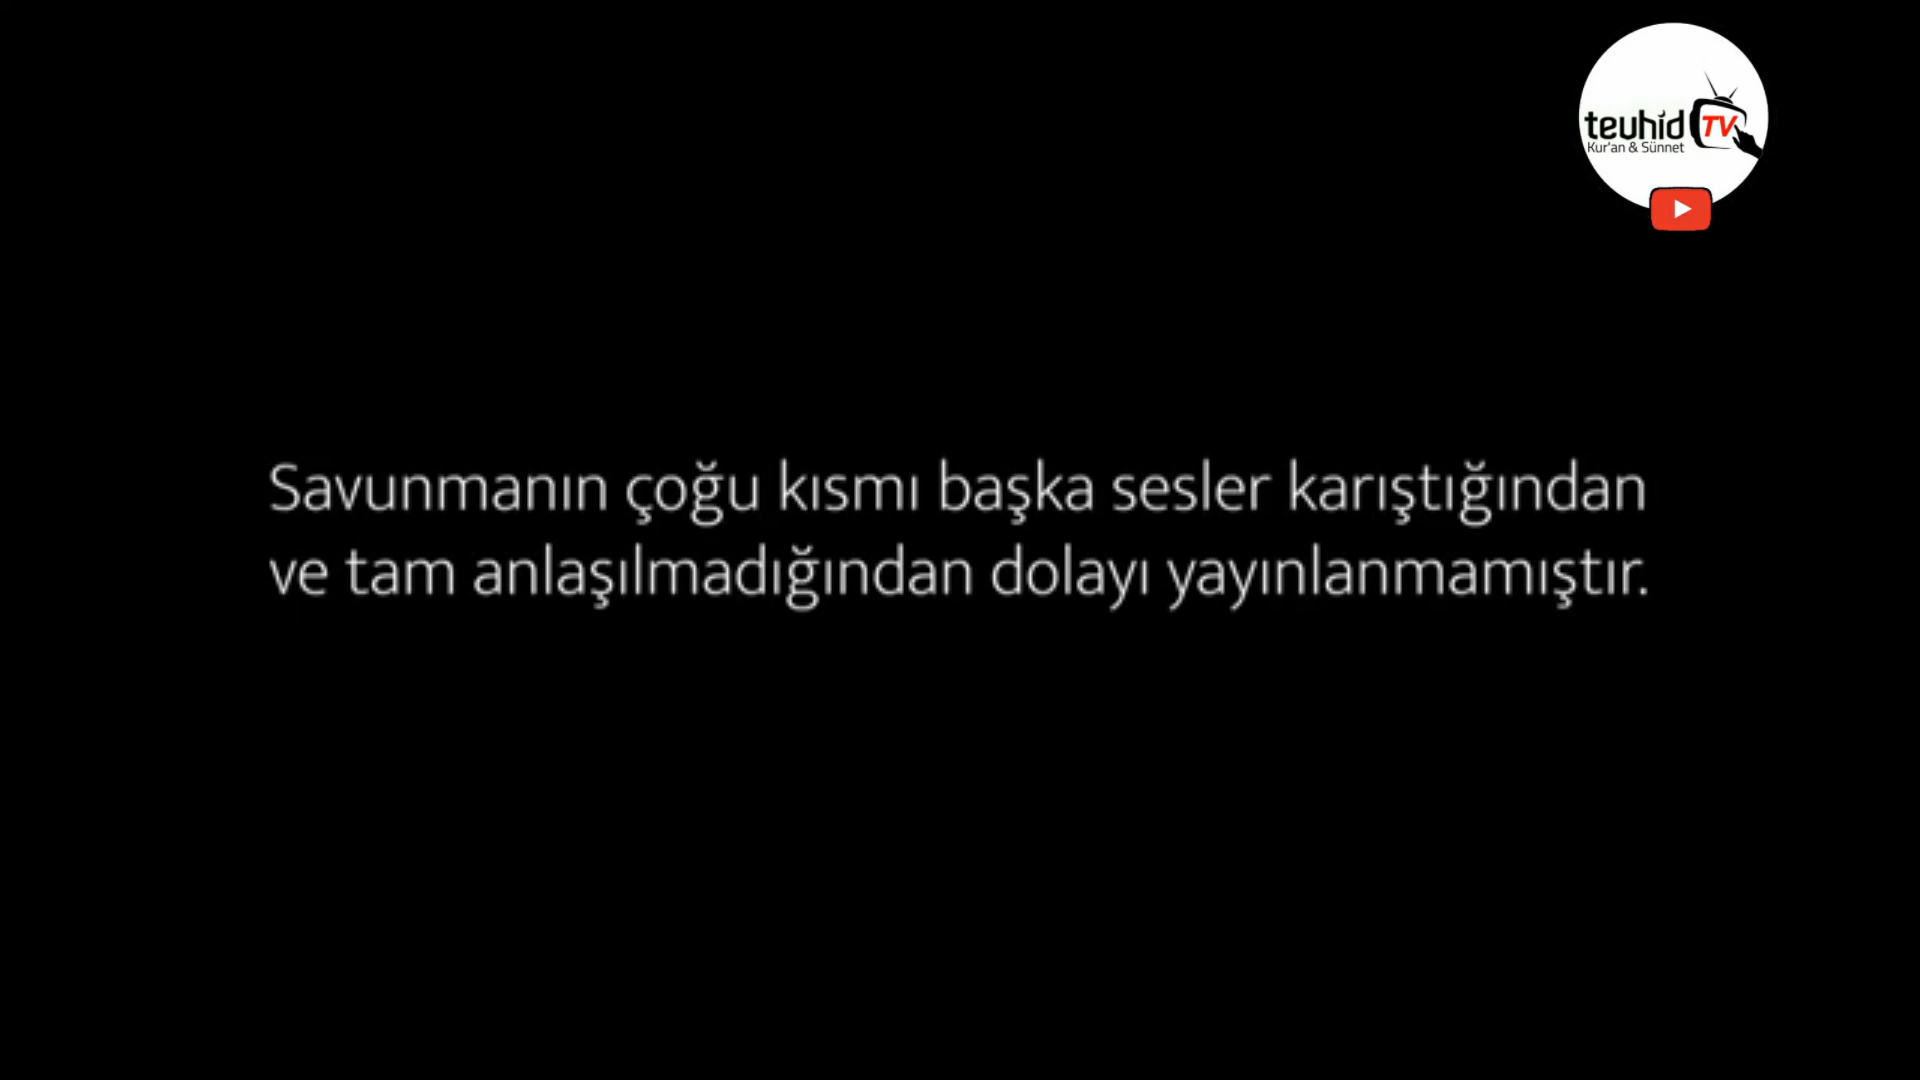 teuhid TV
Kur'an & Sünnet
Savunmanın çoğu kısmı başka sesler karıştığından
ve tam anlaşılmadığından dolayı yayınlanmamıştır.